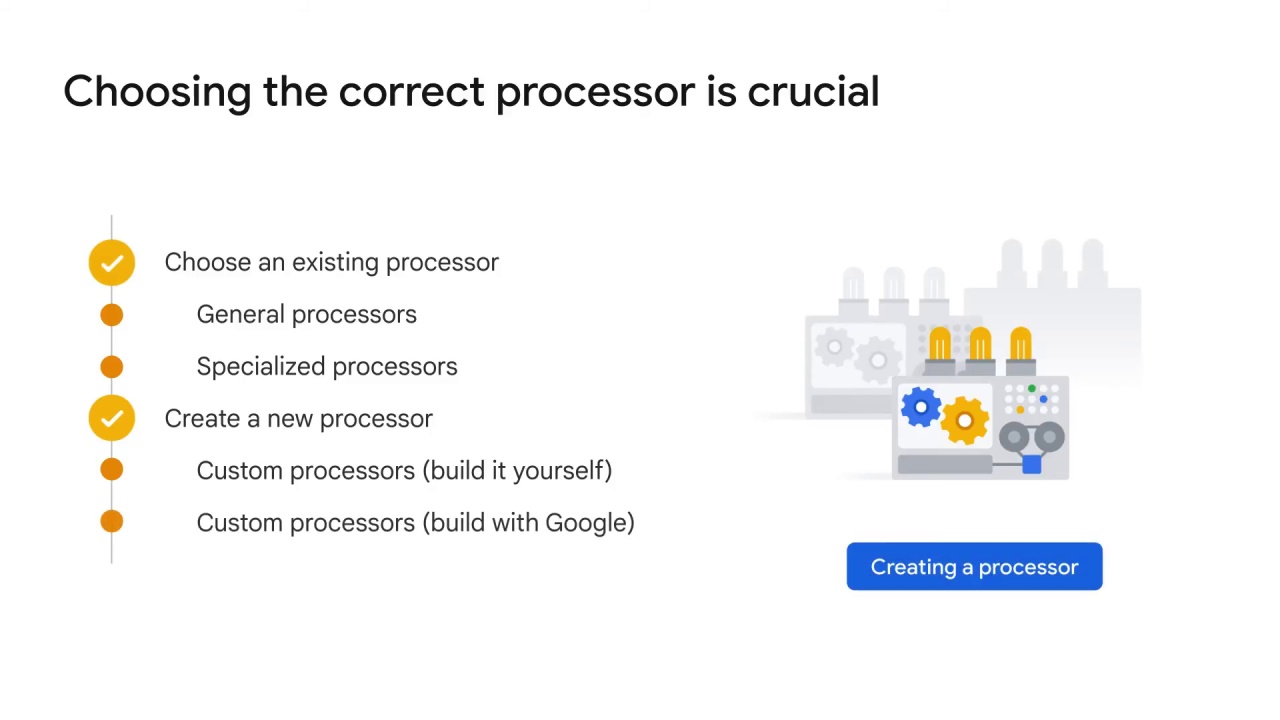 Choosing the correct processor is crucial
Choose an existing processor
General processors
Specialized processors
Create a new processor
Custom processors (build it yourself)
Custom processors (build with Google)
Creating a processor